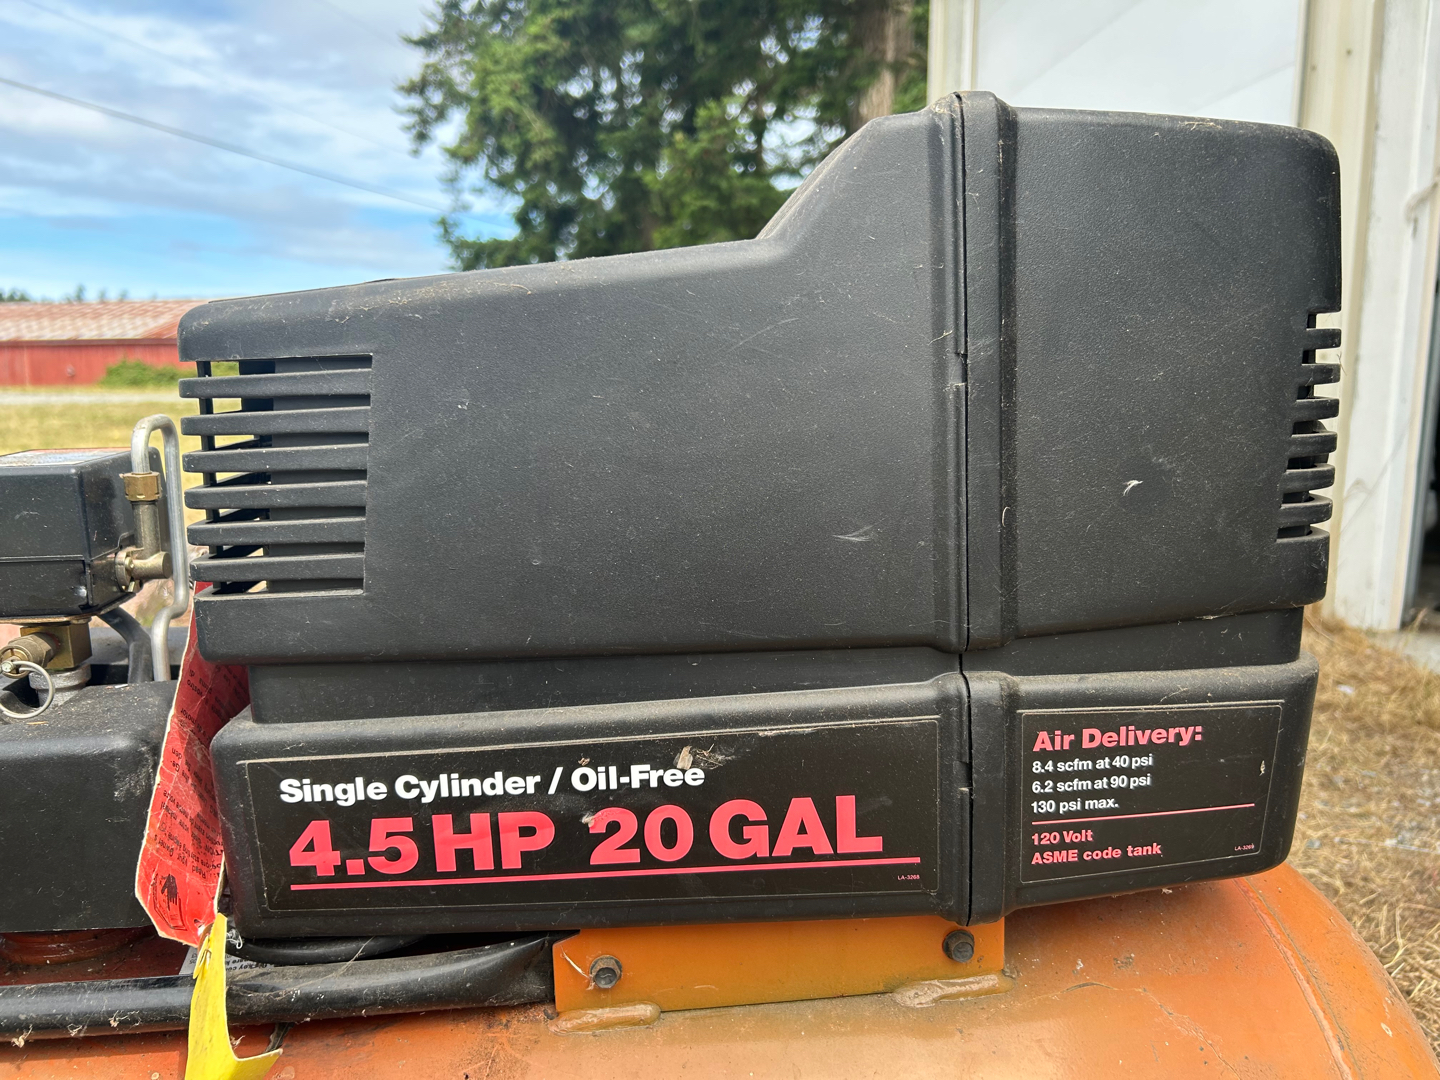 Single Cylinder / Oil-Free
4.5 HP 20 GAL
LA-3268
Air Delivery:
8.4 scfm at 40 psi
6.2 scfm at 90 psi
130 psi max.
120 Volt
ASME code tank
LA-3269